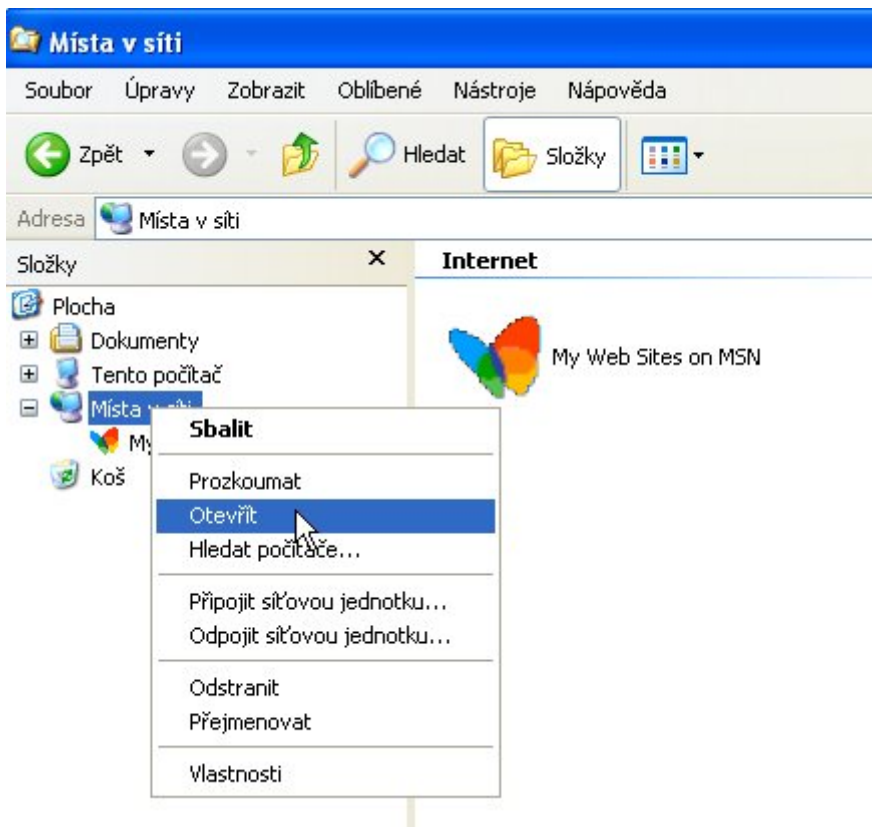 Místa v síti
Soubor Úpravy Zobrazit Oblíbené Nástroje Nápověda
Zpět Hledat Složky
Adresa Místa v síti
Složky
Internet
Plocha
Dokumenty
Tento počítač
Místa
My
Koš
My Web Sites on MSN
Sbalit
Prozkoumat
Otevřít
Hledat počítače...
Připojit síťovou jednotku...
Odpojit síťovou jednotku...
Odstranit
Přejmenovat
Vlastnosti